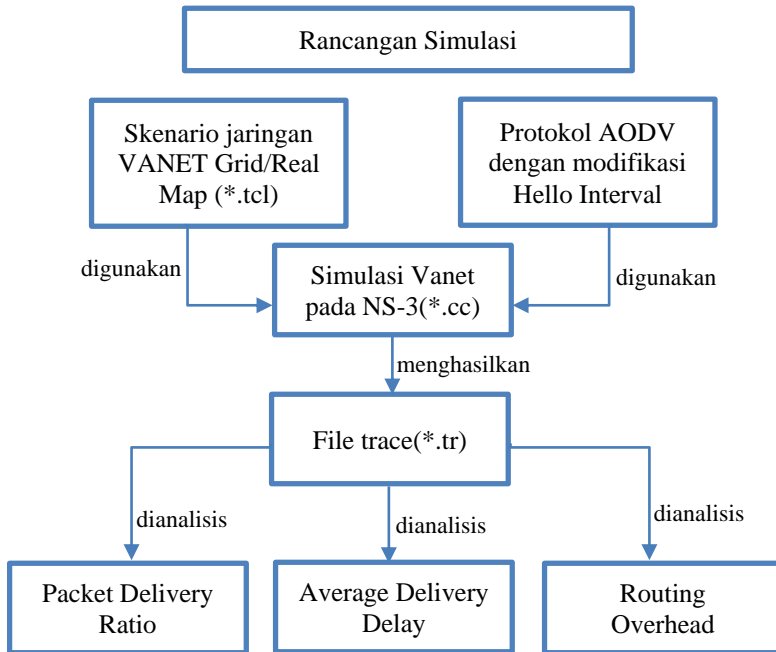 Rancangan Simulasi
Skenario jaringan
VANET Grid/Real
Map (*.tcl)
Protokol AODV
dengan modifikasi
Hello Interval
digunakan
Simulasi Vanet
pada NS-3(*.cc)
digunakan
menghasilkan
File trace(*.tr)
dianalisis
dianalisis
dianalisis
Packet Delivery
Ratio
Average Delivery
Delay
Routing
Overhead